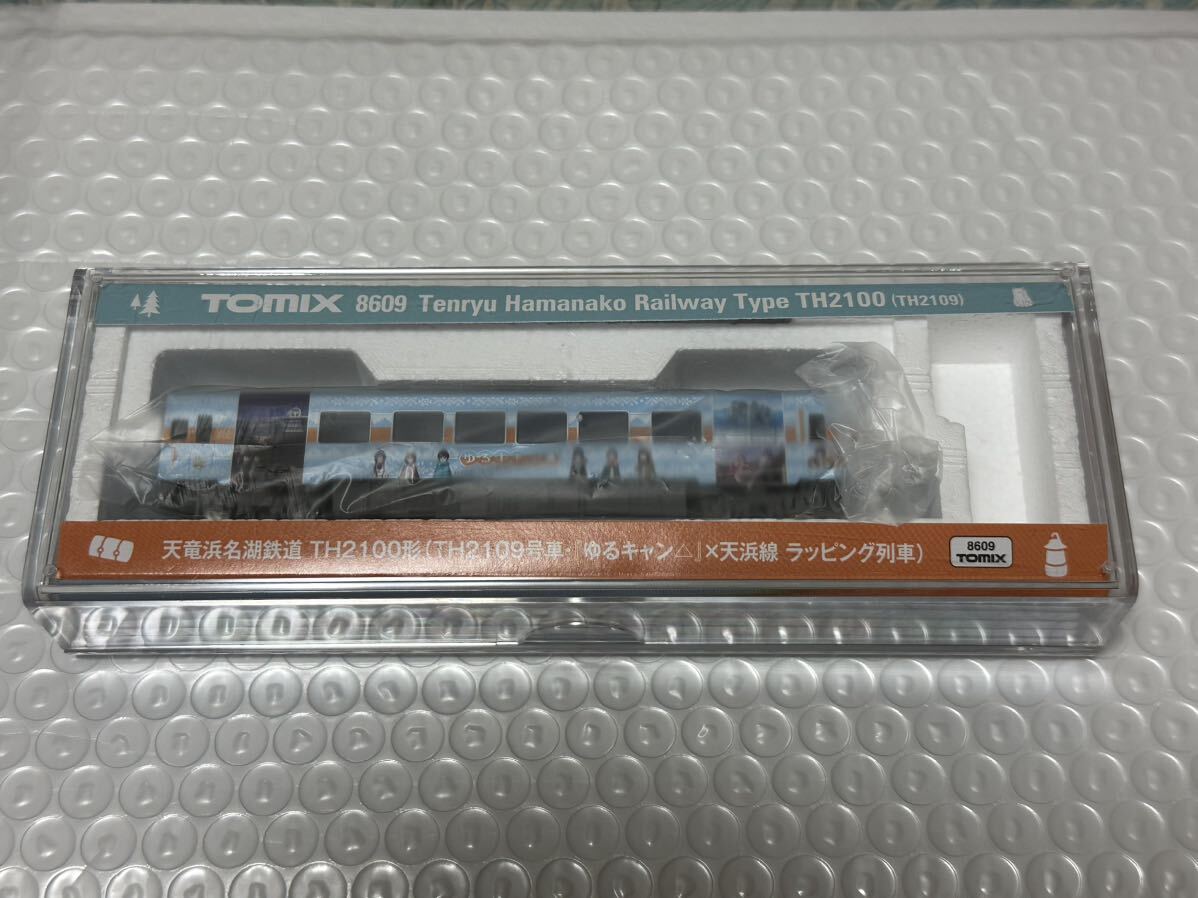 TOMIX 8609 Tenryu Hamanako Railway Type TH2100 (TH2109)
ゆる
天竜浜名湖鉄道 TH2100形(TH2109号車・『ゆるキャン△』×天浜線 ラッピング列車)
8609
TOMIX